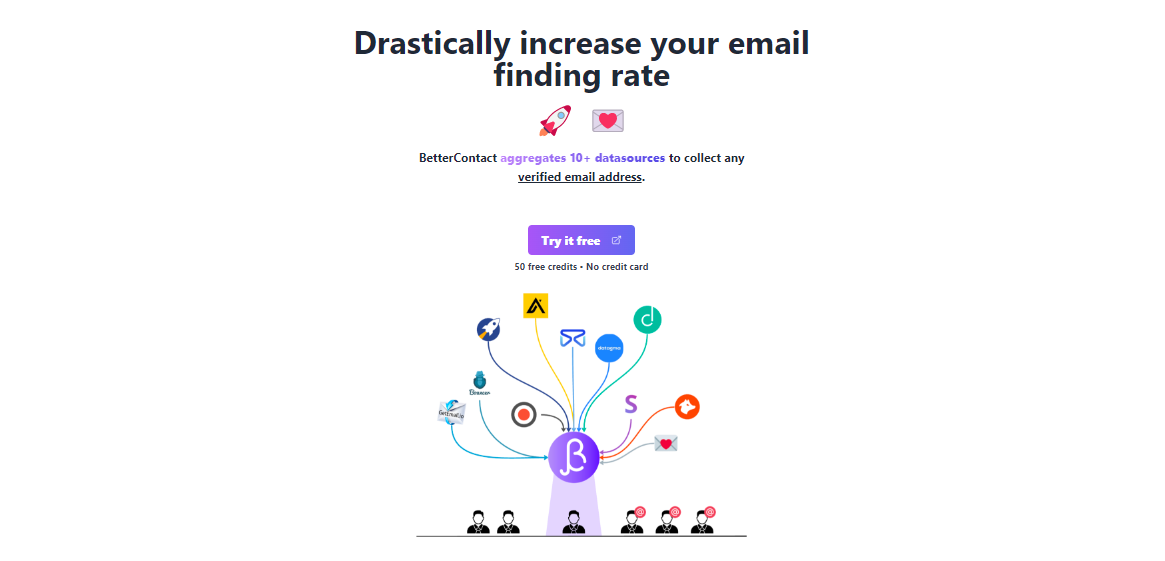 Drastically increase your email
finding rate
BetterContact aggregates 10+ datasources to collect any
verified email address.
Try it free
50 free credits • No credit card
datagma
Enrow
GetEmail.io
S
@ @ @